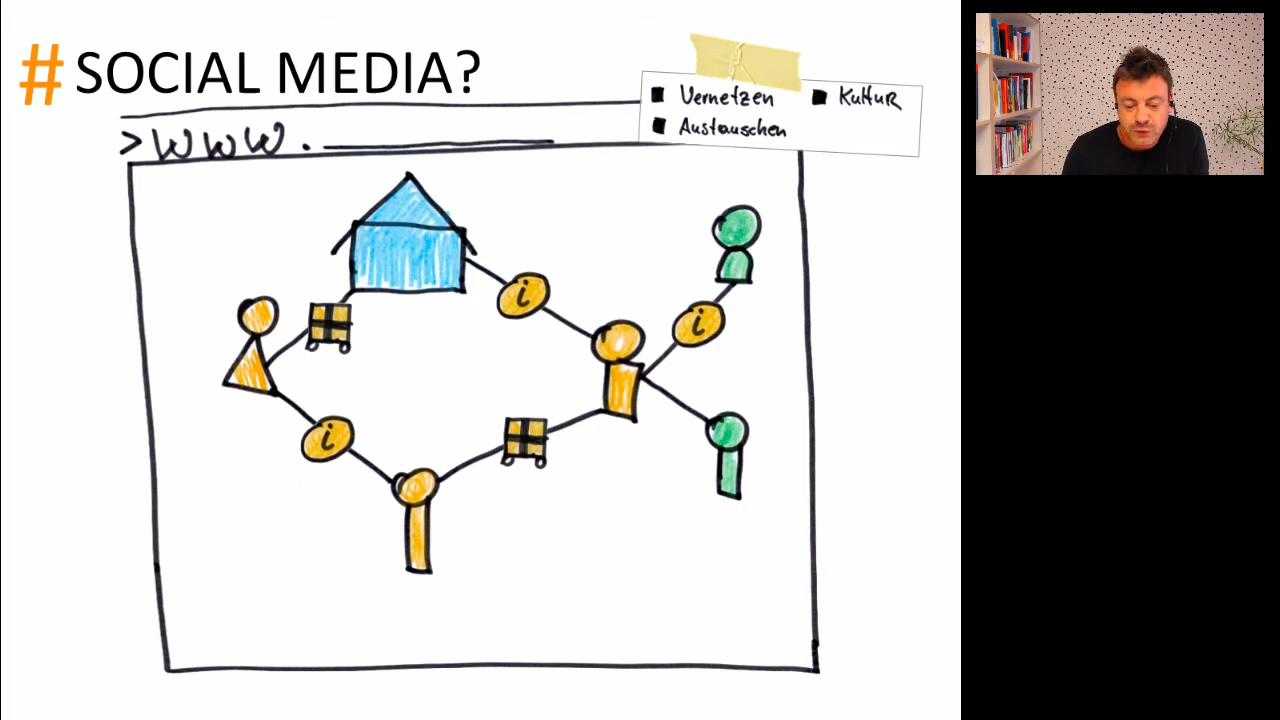 # SOCIAL MEDIA?
■ Vernetzen ■ Kultur
■ Austauschen
>WWW.
i
i
i